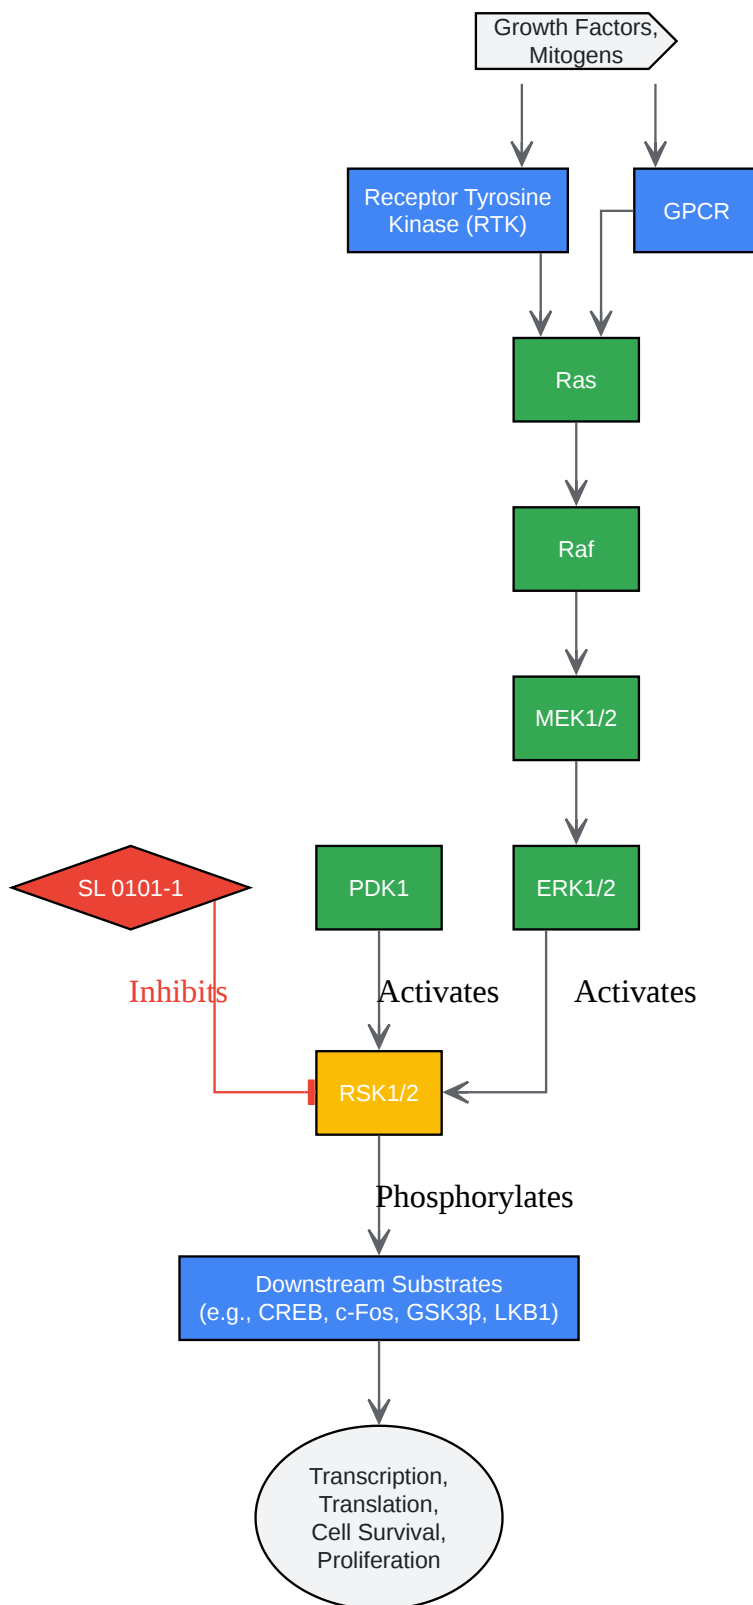 Growth Factors,
Mitogens
Receptor Tyrosine
Kinase (RTK)
GPCR
Ras
Raf
MEK1/2
SL 0101-1
PDK1
ERK1/2
Inhibits
Activates
Activates
RSK1/2
Phosphorylates
Downstream Substrates
(e.g., CREB, c-Fos, GSK3β, LKB1)
Transcription,
Translation,
Cell Survival,
Proliferation